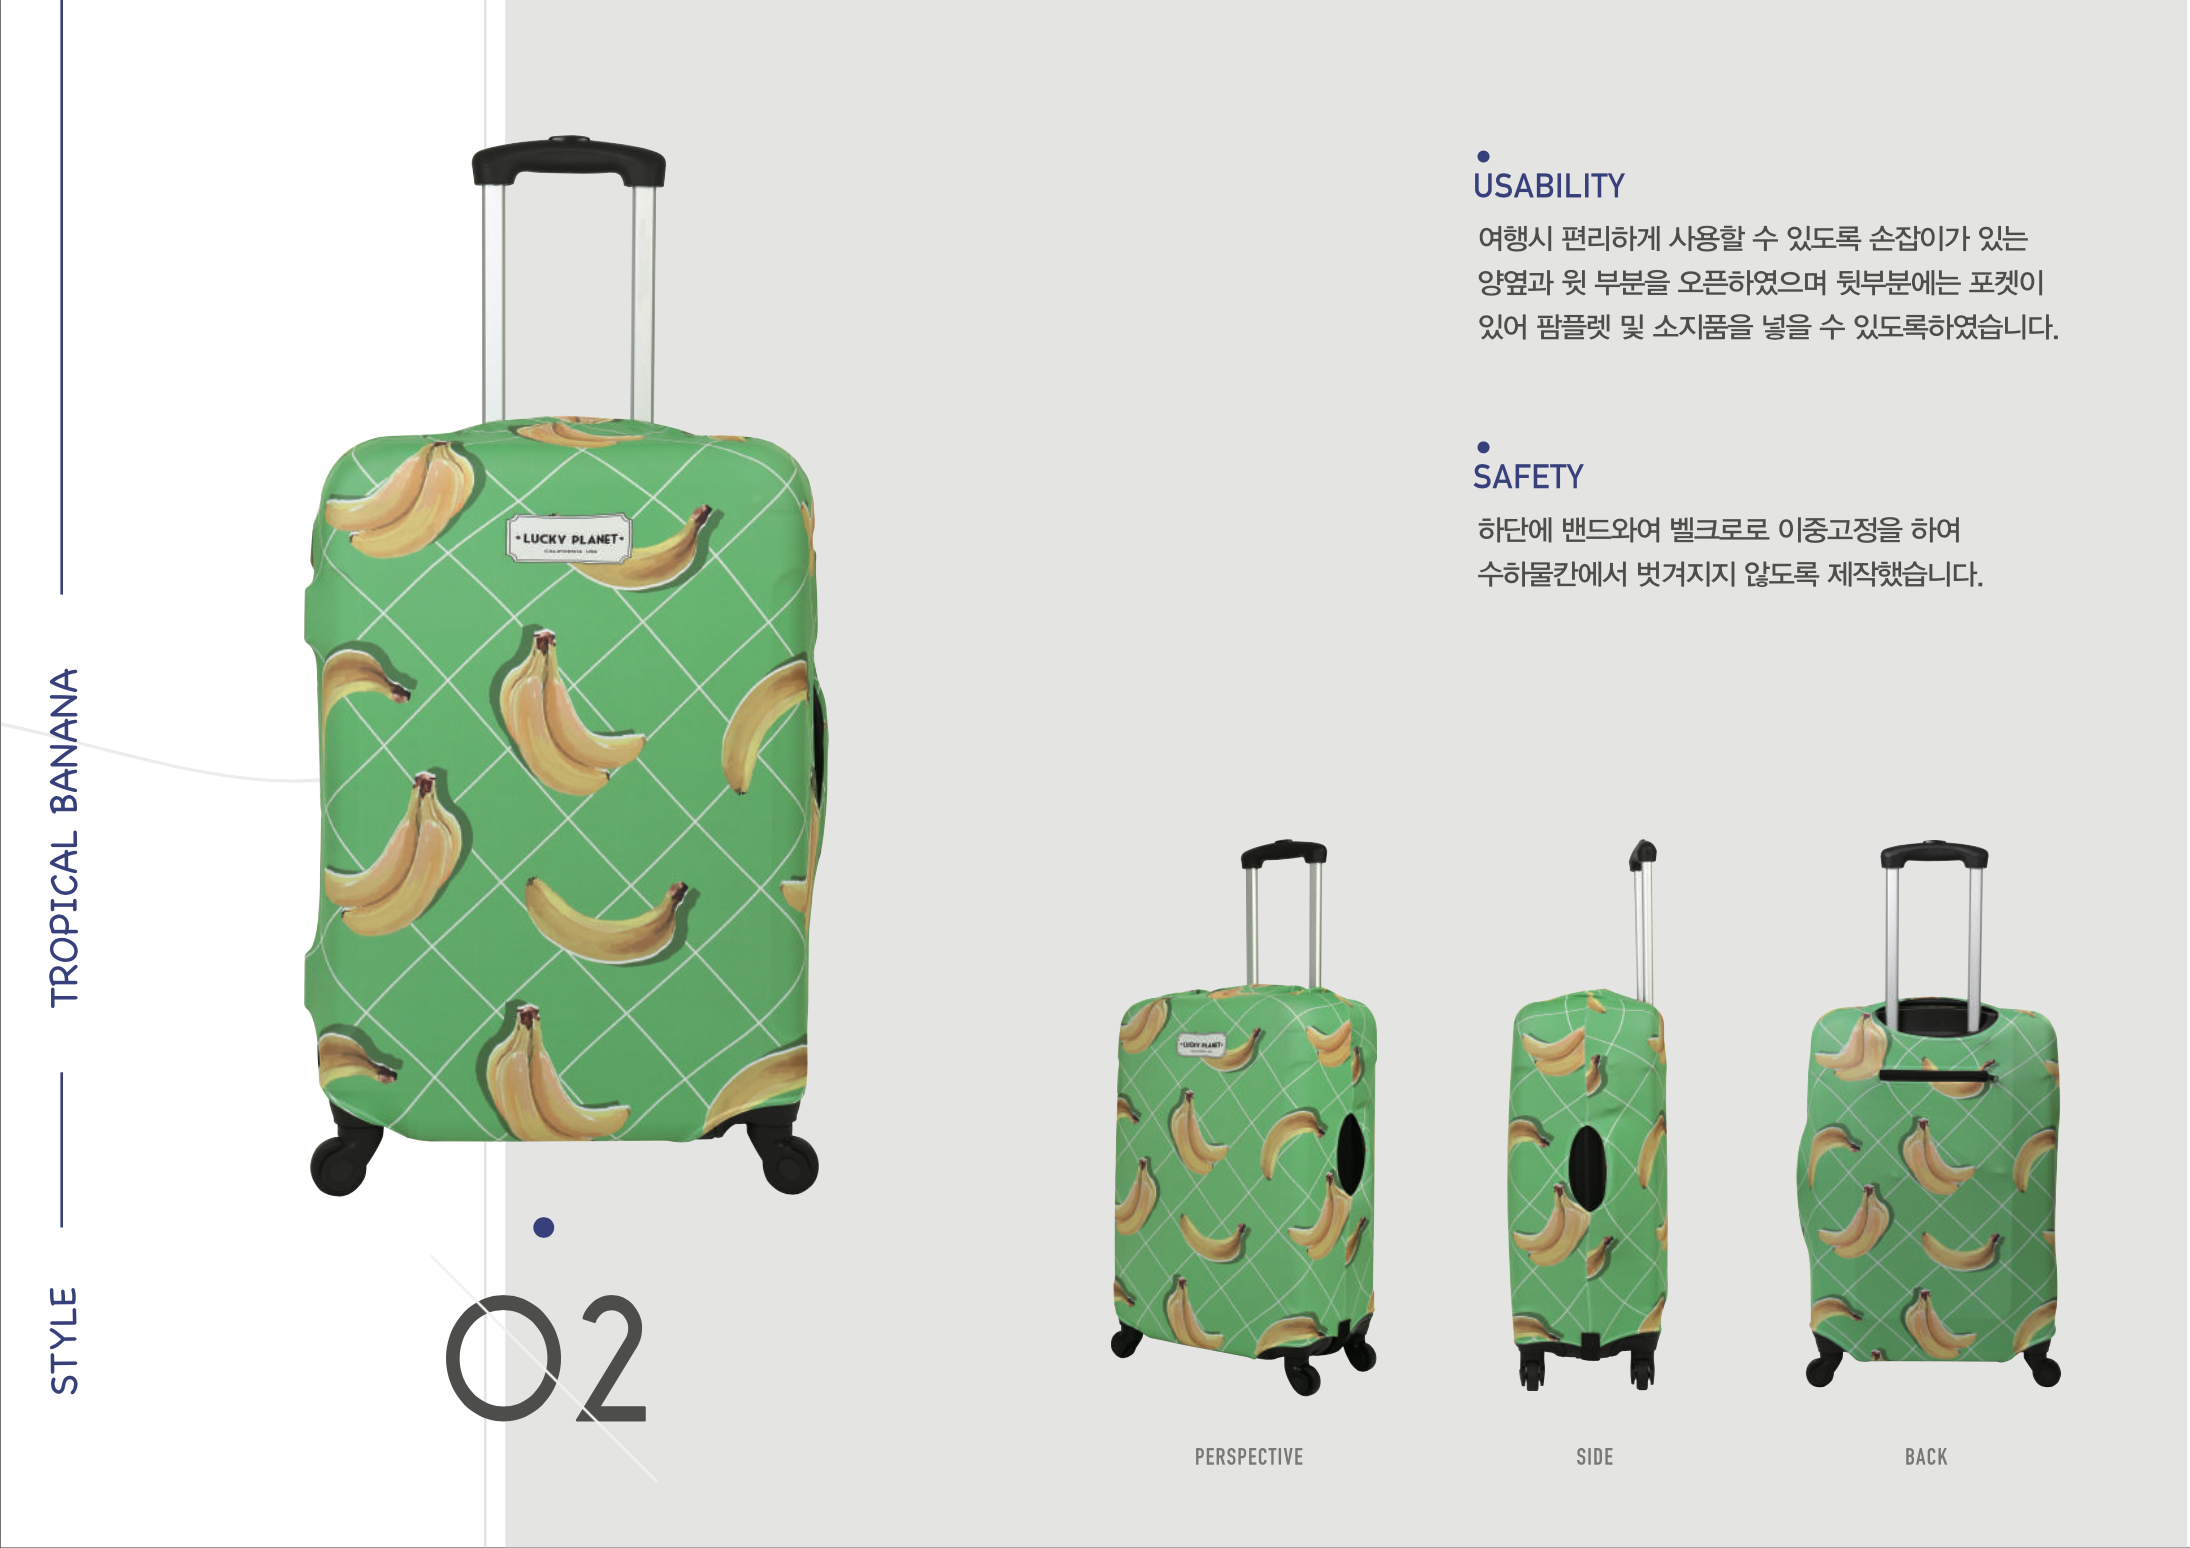 USABILITY
여행시 편리하게 사용할 수 있도록 손잡이가 있는
양옆과 윗 부분을 오픈하였으며 뒷부분에는 포켓이
있어 팜플렛 및 소지품을 넣을 수 있도록하였습니다.
SAFETY
하단에 밴드와여 벨크로로 이중고정을 하여
수하물칸에서 벗겨지지 않도록 제작했습니다.
STYLE
TROPICAL BANANA
•LUCKY PLANET•
CALIFORNIA
02
•LUCKY PLANET•
PERSPECTIVE
SIDE
BACK